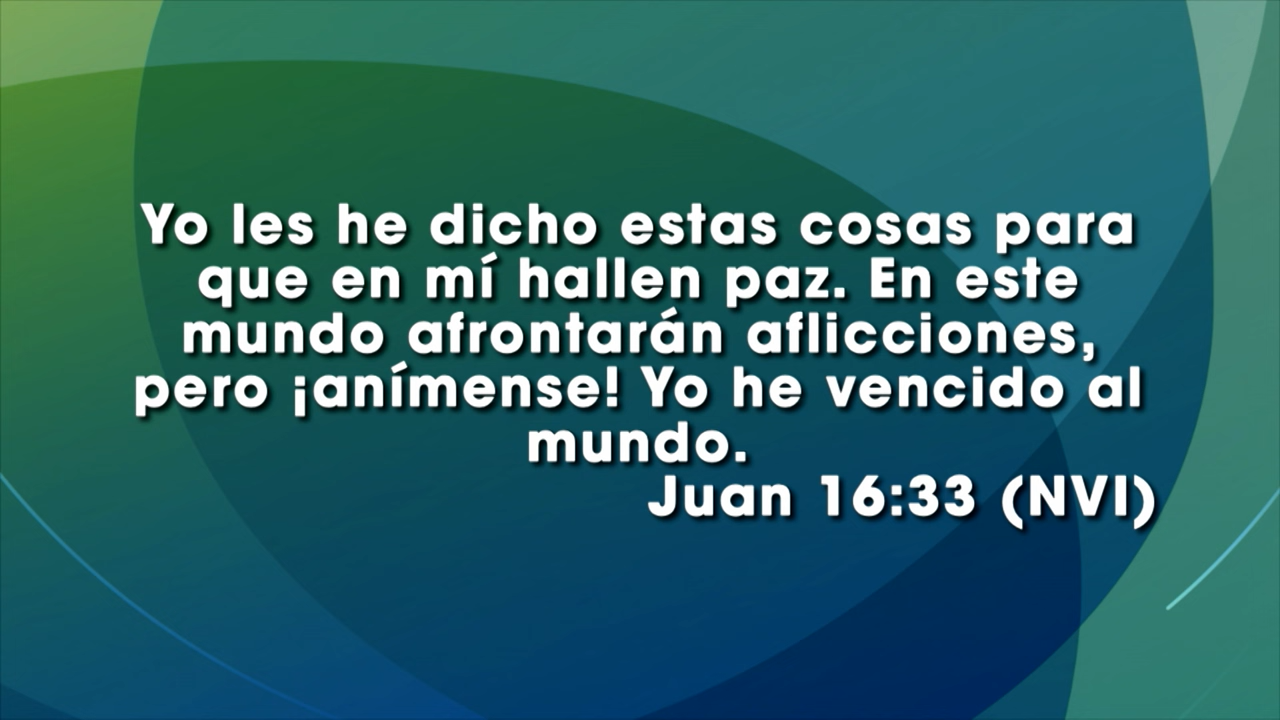 Yo les he dicho estas cosas para
que en mí hallen paz. En este
mundo afrontarán aflicciones,
pero ¡anímense! Yo he vencido al
mundo.
Juan 16:33 (NVI)